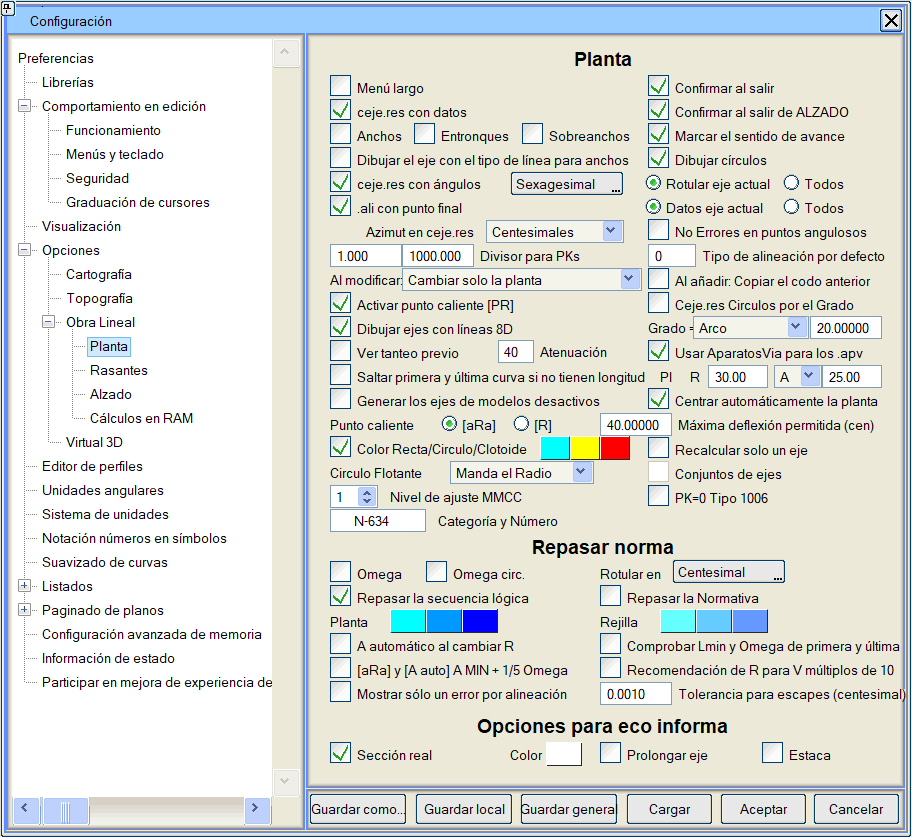 Configuración
Preferencias
Librerías
Comportamiento en edición
Funcionamiento
Menús y teclado
Seguridad
Graduación de cursores
Visualización
Opciones
Cartografía
Topografía
Obra Lineal
Planta
Rasantes
Alzado
Cálculos en RAM
Virtual 3D
Editor de perfiles
Unidades angulares
Sistema de unidades
Notación números en símbolos
Suavizado de curvas
Listados
Paginado de planos
Configuración avanzada de memoria
Información de estado
Participar en mejora de experiencia de
Planta
Menú largo
Confirmar al salir
ceje.res con datos
Confirmar al salir de ALZADO
Anchos Entronques Sobreanchos
Marcar el sentido de avance
Dibujar el eje con el tipo de línea para anchos
Dibujar círculos
ceje.res con ángulos Sexagesimal ...
Rotular eje actual Todos
.ali con punto final
Datos eje actual Todos
Azimut en ceje.res Centesimales
No Errores en puntos angulosos
1.000 1000.000 Divisor para PKs
0 Tipo de alineación por defecto
Al modificar: Cambiar solo la planta
Al añadir: Copiar el codo anterior
Activar punto caliente [PR]
Ceje.res Circulos por el Grado
Dibujar ejes con líneas 8D
Grado = Arco 20.00000
Ver tanteo previo 40 Atenuación
Usar AparatosVia para los .apv
Saltar primera y última curva si no tienen longitud
PI R 30.00 A 25.00
Generar los ejes de modelos desactivos
Centrar automáticamente la planta
Punto caliente [aRa] [R]
40.00000 Máxima deflexión permitida (cen)
Color Recta/Circulo/Clotoide
Recalcular solo un eje
Circulo Flotante Manda el Radio
Conjuntos de ejes
1 Nivel de ajuste MMCC
PK=0 Tipo 1006
N-634 Categoría y Número
Repasar norma
Omega Omega circ.
Rotular en Centesimal ...
Repasar la secuencia lógica
Repasar la Normativa
Planta
Rejilla
A automático al cambiar R
Comprobar Lmin y Omega de primera y última
[aRa] y [A auto] A MIN + 1/5 Omega
Recomendación de R para V múltiplos de 10
Mostrar sólo un error por alineación
0.0010 Tolerancia para escapes (centesimal)
Opciones para eco informa
Sección real Color Prolongar eje Estaca
Guardar como... Guardar local Guardar general Cargar Aceptar Cancelar